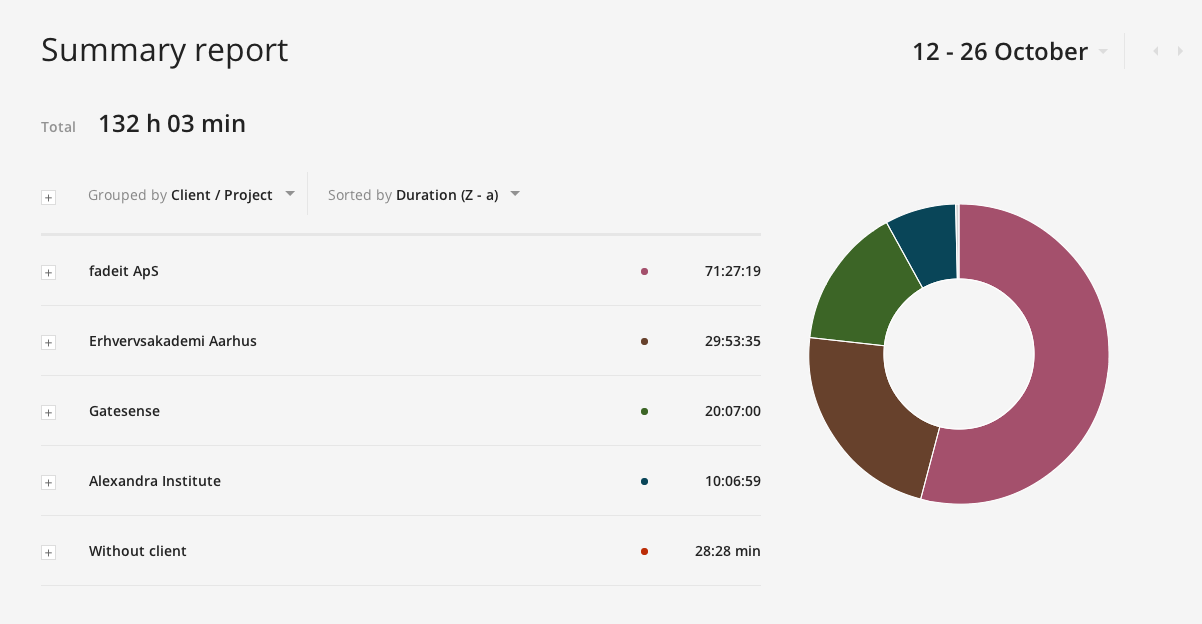 Summary report
12 - 26 October
Total 132 h 03 min
Grouped by Client / Project Sorted by Duration (Z - a)
fadeit ApS 71:27:19
Erhvervsakademi Aarhus 29:53:35
Gatesense 20:07:00
Alexandra Institute 10:06:59
Without client 28:28 min